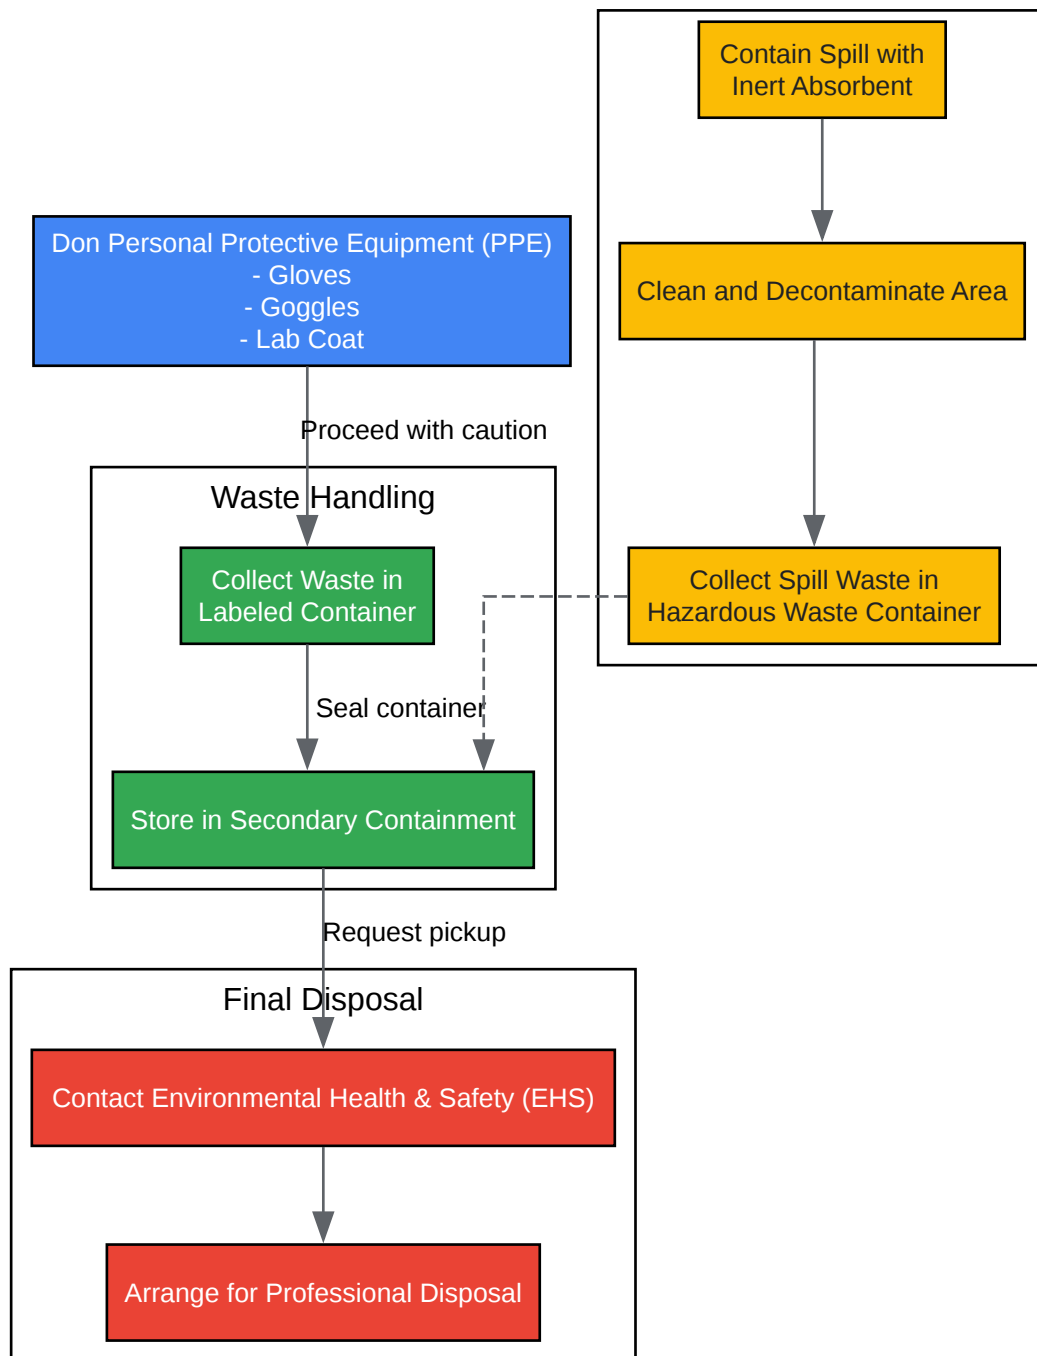 Contain Spill with
Inert Absorbent
Don Personal Protective Equipment (PPE)
- Gloves
- Goggles
- Lab Coat
Clean and Decontaminate Area
Proceed with caution
Waste Handling
Collect Waste in
Labeled Container
Collect Spill Waste in
Hazardous Waste Container
Seal container
Store in Secondary Containment
Request pickup
Final Disposal
Contact Environmental Health & Safety (EHS)
Arrange for Professional Disposal